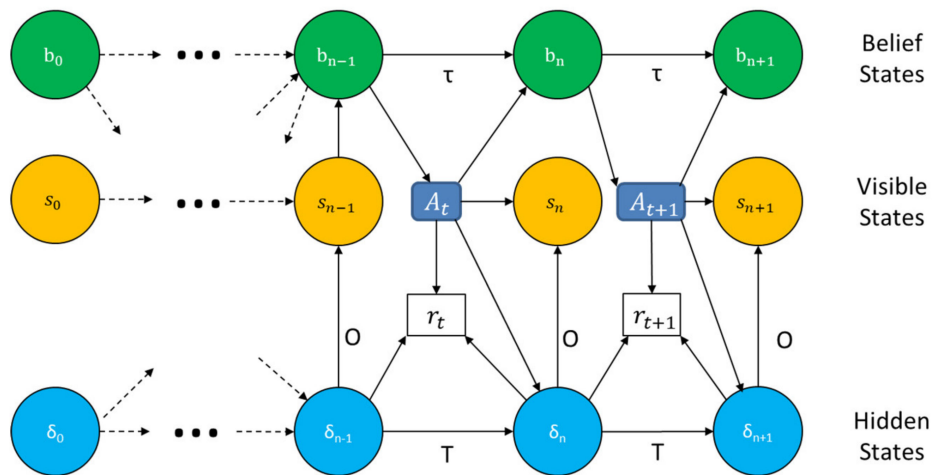 b₀ ••• bₙ₋₁ τ bₙ τ bₙ₊₁ Belief
States
s₀ ••• sₙ₋₁ Aₜ sₙ Aₜ₊₁ sₙ₊₁ Visible
States
O rₜ O rₜ₊₁ O
δ₀ ••• δₙ₋₁ T δₙ T δₙ₊₁ Hidden
States